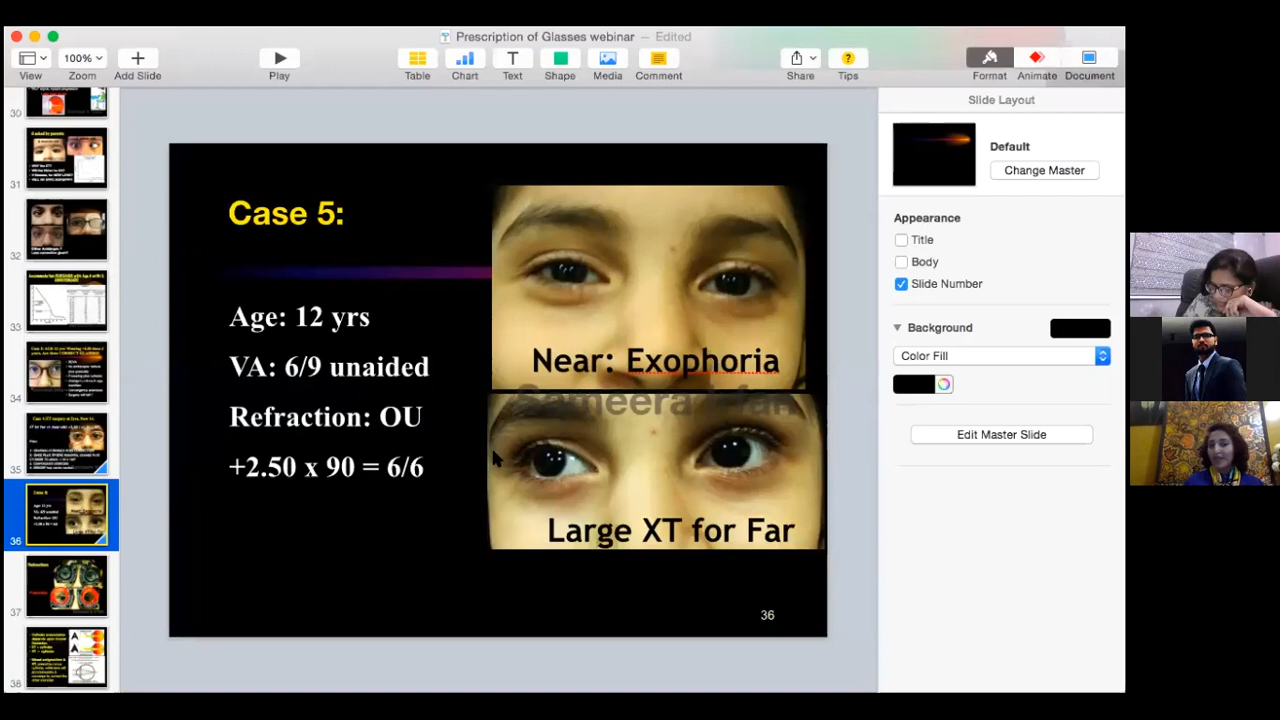 Prescription of Glasses webinar — Edited
100%
View Zoom Add Slide Play Table Chart Text Shape Media Comment Share Tips Format Animate Document
Slide Layout
Default
Change Master
Appearance
Title
Body
Slide Number
Background
Color Fill
Edit Master Slide
30
31
32
33
34
35
36
37
38
Case 5:
Age: 12 yrs
VA: 6/9 unaided
Refraction: OU
+2.50 x 90 = 6/6
Near: Exophoria
Large XT for Far
36